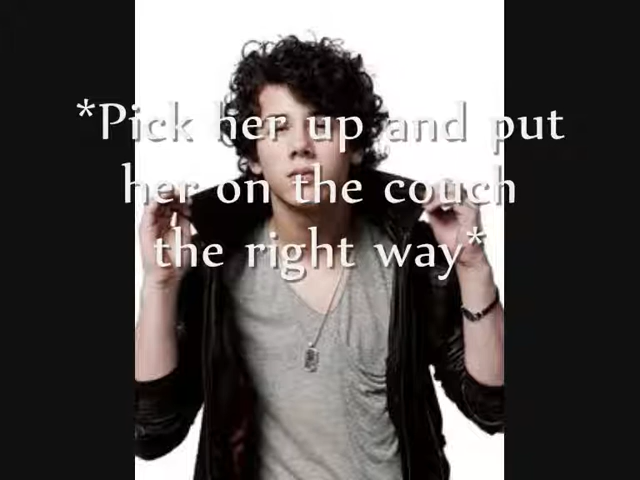 *Pick her up and put
her on the couch
the right way*